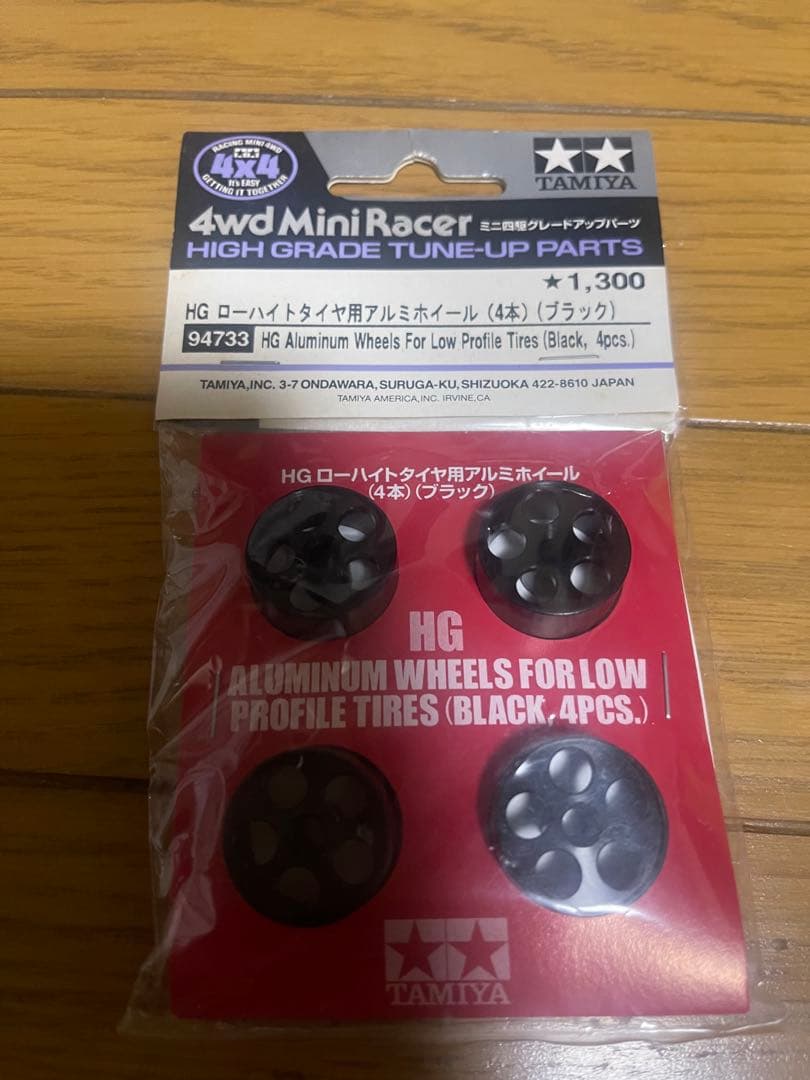 RACING MINI 4WD
4x4
It's EASY
GETTING IT TOGETHER
TAMIYA
4wd Mini Racer ミニ四駆グレードアップパーツ
HIGH GRADE TUNE-UP PARTS
★1,300
HG ローハイトタイヤ用アルミホイール (4本) (ブラック)
94733 HG Aluminum Wheels For Low Profile Tires (Black, 4pcs.)
TAMIYA,INC. 3-7 ONDAWARA, SURUGA-KU, SHIZUOKA 422-8610 JAPAN
TAMIYA AMERICA, INC. IRVINE, CA
HG ローハイトタイヤ用アルミホイール
(4本) (ブラック)
HG
ALUMINUM WHEELS FOR LOW
PROFILE TIRES (BLACK, 4PCS.)
TAMIYA